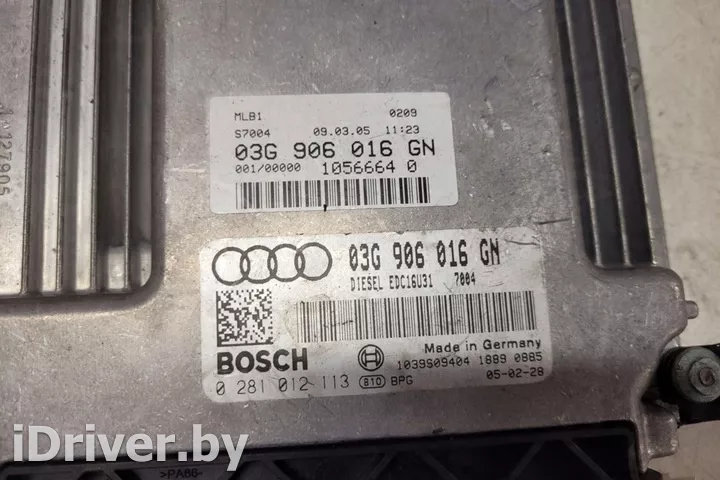 MLB1 0209
S7004 09.03.05 11:23
03G 906 016 GN
001/00000 1056664 0
03G 906 016 GN
DIESEL EDC16U31 7004
BOSCH
Made in Germany
1039S09404 1889 0885
0 281 012 113 810 BPG 05-02-28
>PA66-
iDriver.by